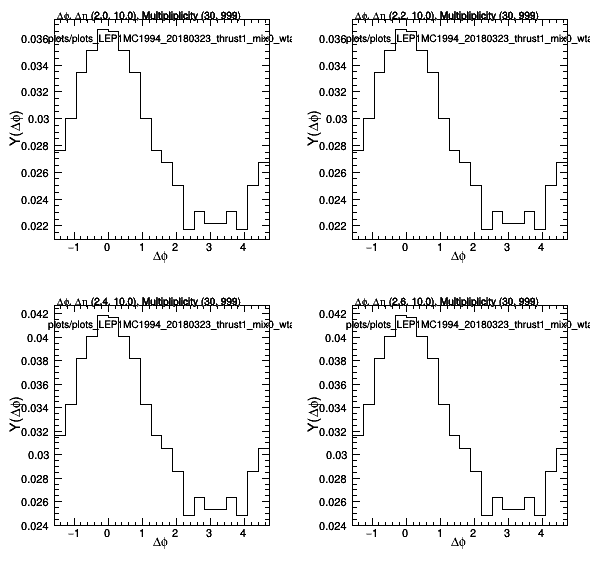 Δφ, Δη (2.0, 10.0), Multipliplicity (30, 999)
plots/plots_LEP1MC1994_20180323_thrust1_mix0_wta
Y(Δφ)
0.036
0.034
0.032
0.03
0.028
0.026
0.024
0.022
−1 0 1 2 3 4
Δφ
Δφ, Δη (2.2, 10.0), Multipliplicity (30, 999)
plots/plots_LEP1MC1994_20180323_thrust1_mix0_wta
Y(Δφ)
0.036
0.034
0.032
0.03
0.028
0.026
0.024
0.022
−1 0 1 2 3 4
Δφ
Δφ, Δη (2.4, 10.0), Multipliplicity (30, 999)
plots/plots_LEP1MC1994_20180323_thrust1_mix0_wta
Y(Δφ)
0.042
0.04
0.038
0.036
0.034
0.032
0.03
0.028
0.026
0.024
−1 0 1 2 3 4
Δφ
Δφ, Δη (2.6, 10.0), Multipliplicity (30, 999)
plots/plots_LEP1MC1994_20180323_thrust1_mix0_wta
Y(Δφ)
0.042
0.04
0.038
0.036
0.034
0.032
0.03
0.028
0.026
0.024
−1 0 1 2 3 4
Δφ